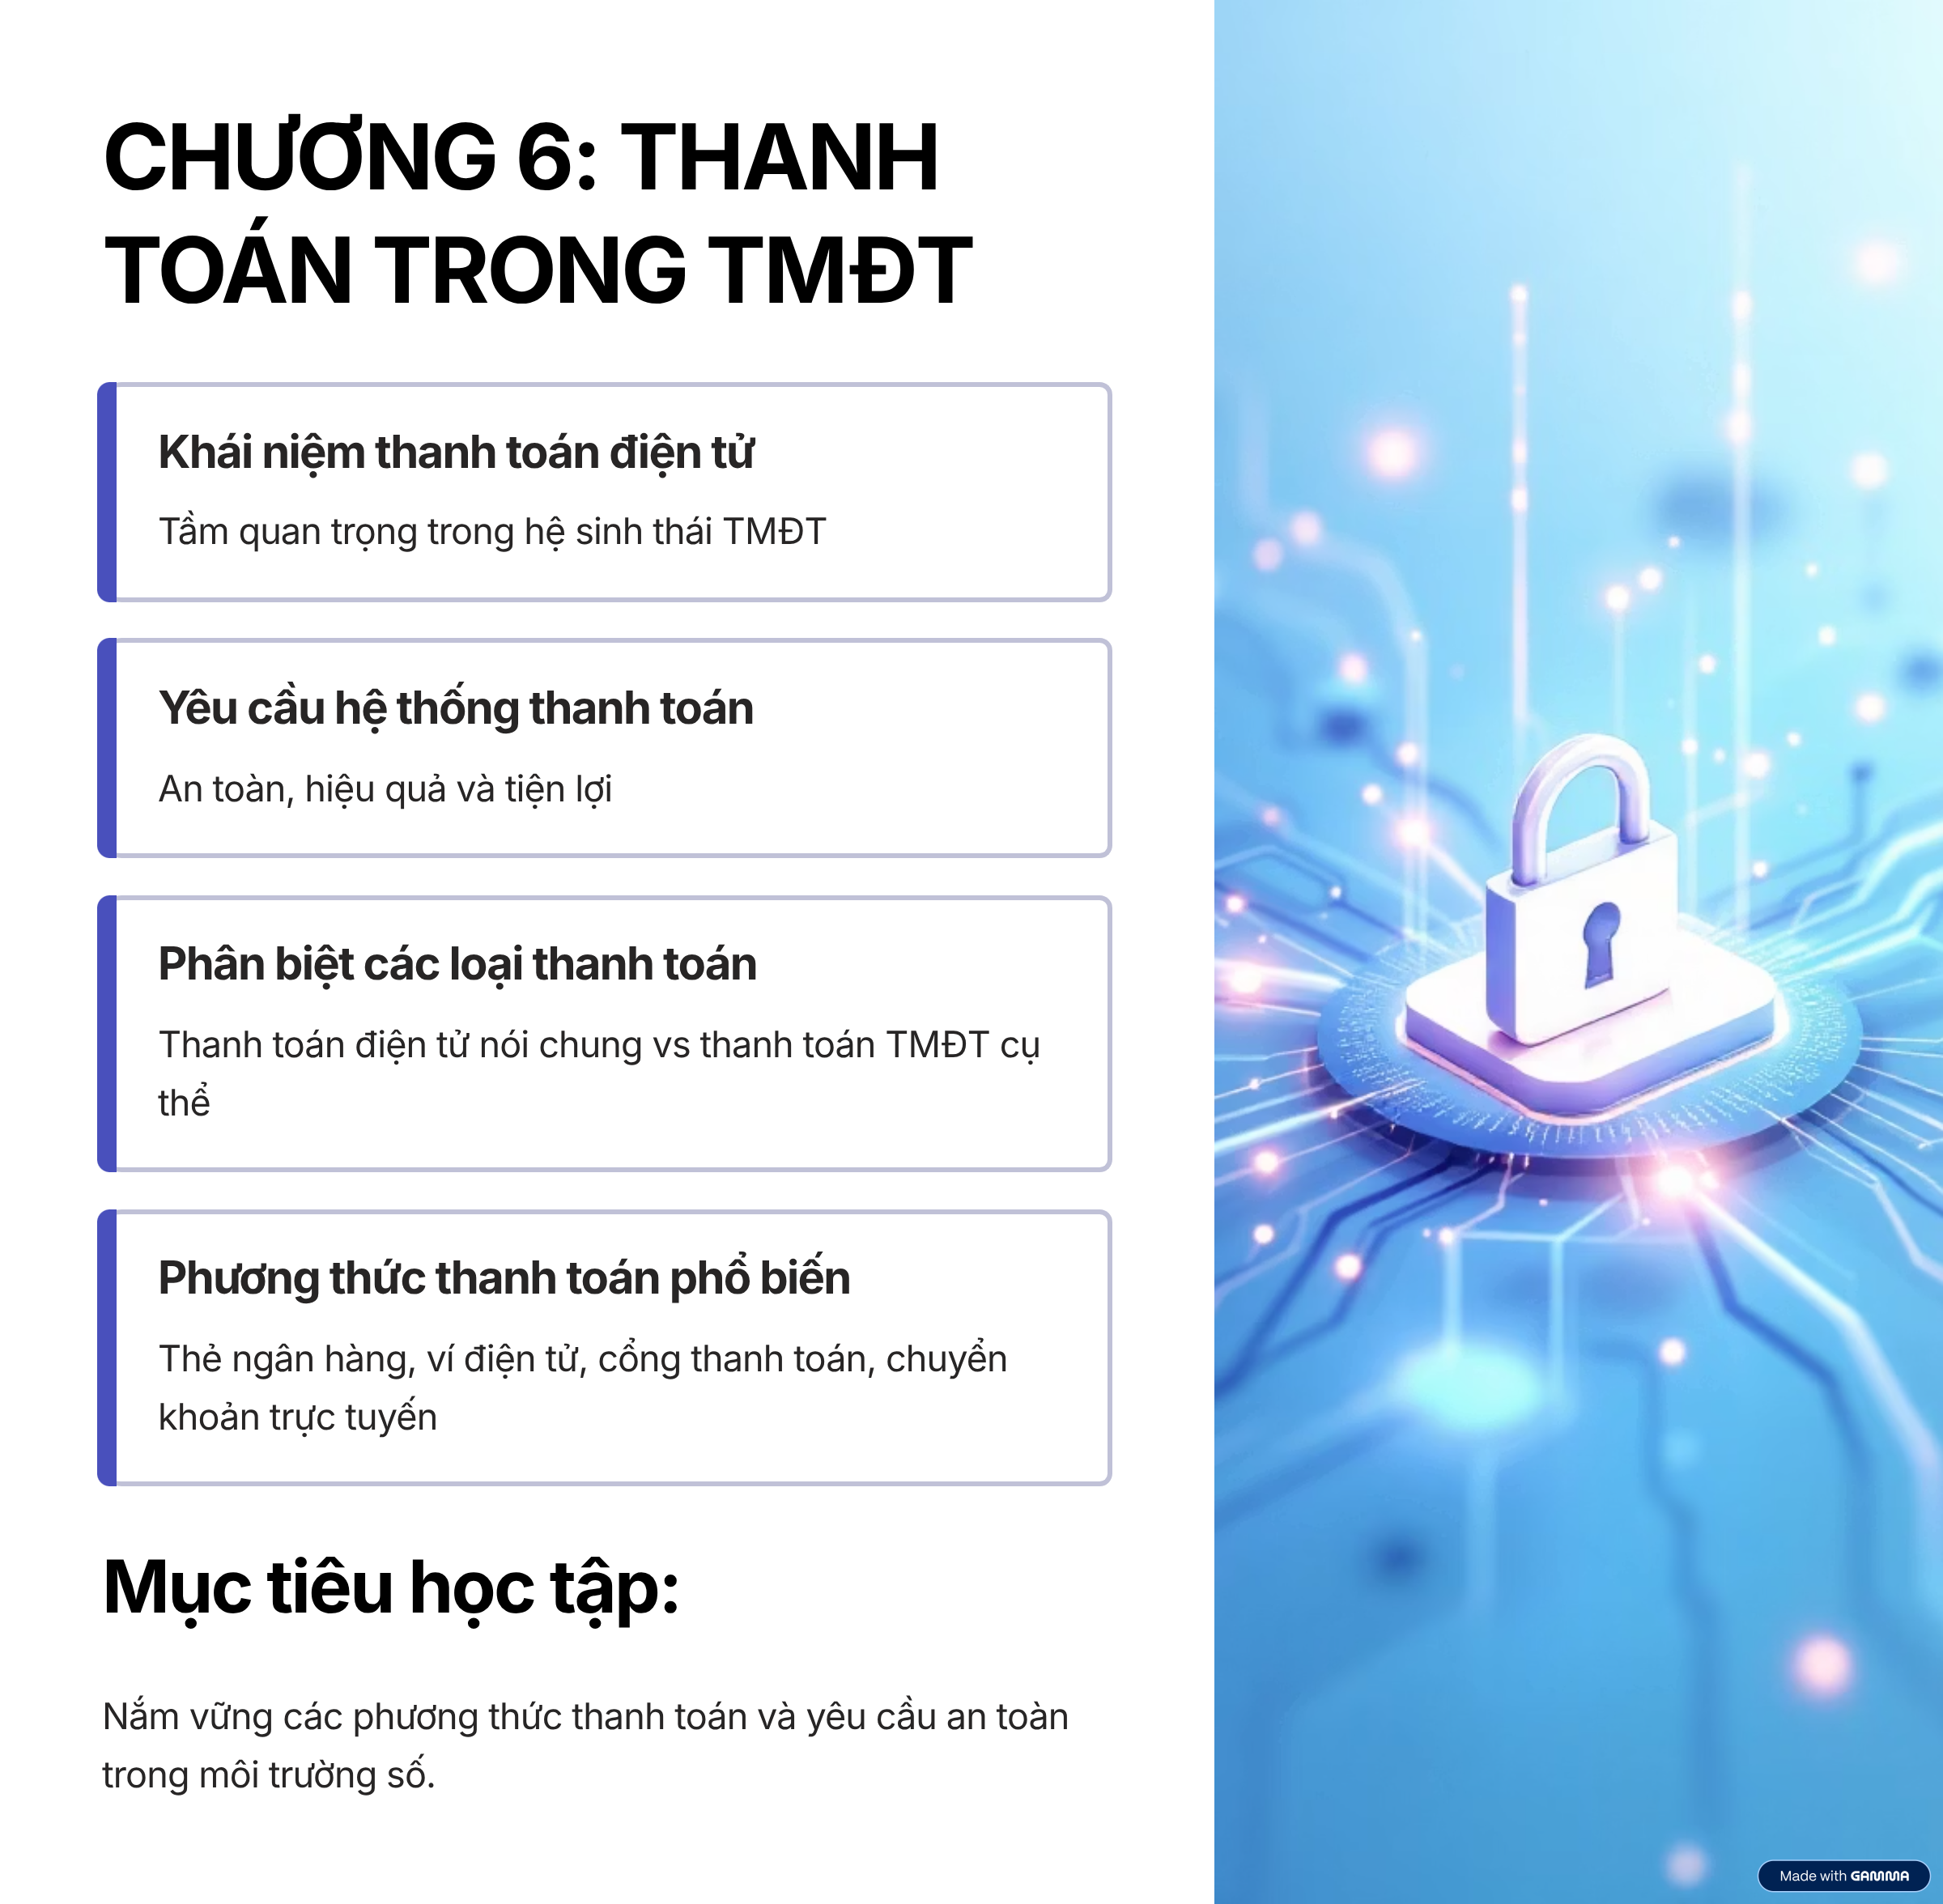 CHƯƠNG 6: THANH
TOÁN TRONG TMĐT
Khái niệm thanh toán điện tử
Tầm quan trọng trong hệ sinh thái TMĐT
Yêu cầu hệ thống thanh toán
An toàn, hiệu quả và tiện lợi
Phân biệt các loại thanh toán
Thanh toán điện tử nói chung vs thanh toán TMĐT cụ
thể
Phương thức thanh toán phổ biến
Thẻ ngân hàng, ví điện tử, cổng thanh toán, chuyển
khoản trực tuyến
Mục tiêu học tập:
Nắm vững các phương thức thanh toán và yêu cầu an toàn
trong môi trường số.
Made with GAMMA